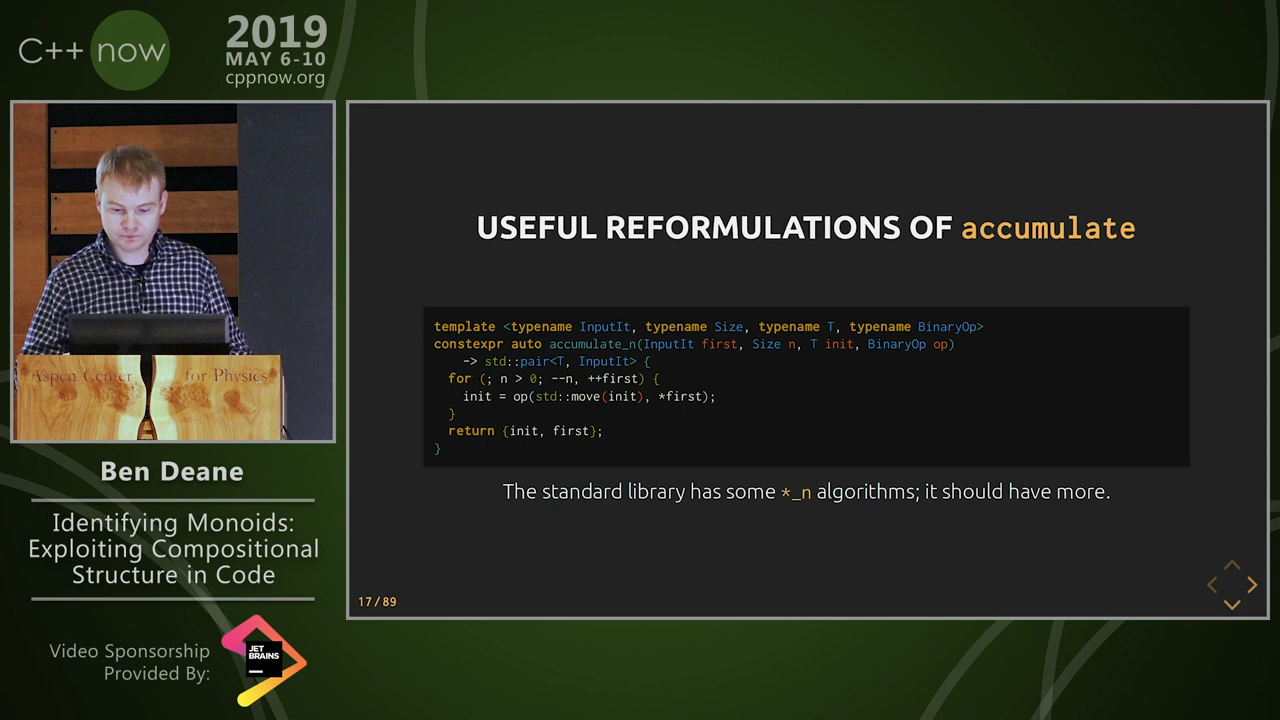 C++ now
2019
MAY 6-10
cppnow.org
Aspen Center for Physics
Ben Deane
Identifying Monoids:
Exploiting Compositional
Structure in Code
Video Sponsorship
Provided By:
JET
BRAINS
USEFUL REFORMULATIONS OF accumulate
template <typename InputIt, typename Size, typename T, typename BinaryOp>
constexpr auto accumulate_n(InputIt first, Size n, T init, BinaryOp op)
    -> std::pair<T, InputIt> {
  for (; n > 0; --n, ++first) {
    init = op(std::move(init), *first);
  }
  return {init, first};
}
The standard library has some *_n algorithms; it should have more.
17/89